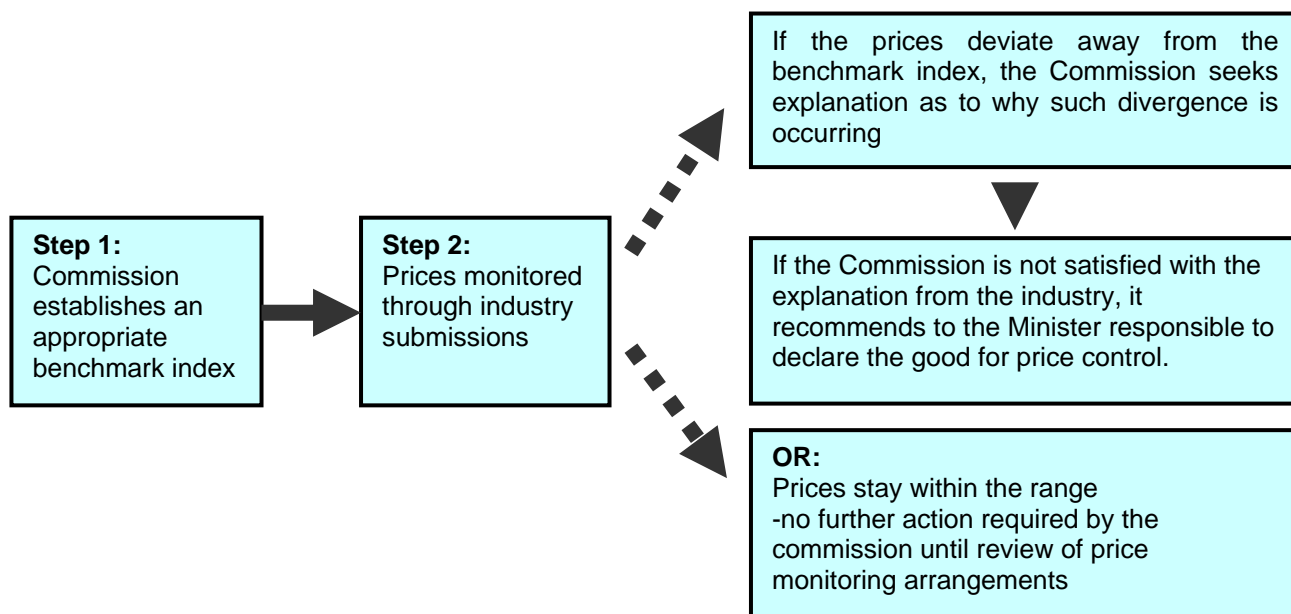 Step 1:
Commission
establishes an
appropriate
benchmark index
Step 2:
Prices monitored
through industry
submissions
If the prices deviate away from the
benchmark index, the Commission seeks
explanation as to why such divergence is
occurring
If the Commission is not satisfied with the
explanation from the industry, it
recommends to the Minister responsible to
declare the good for price control.
OR:
Prices stay within the range
-no further action required by the
commission until review of price
monitoring arrangements